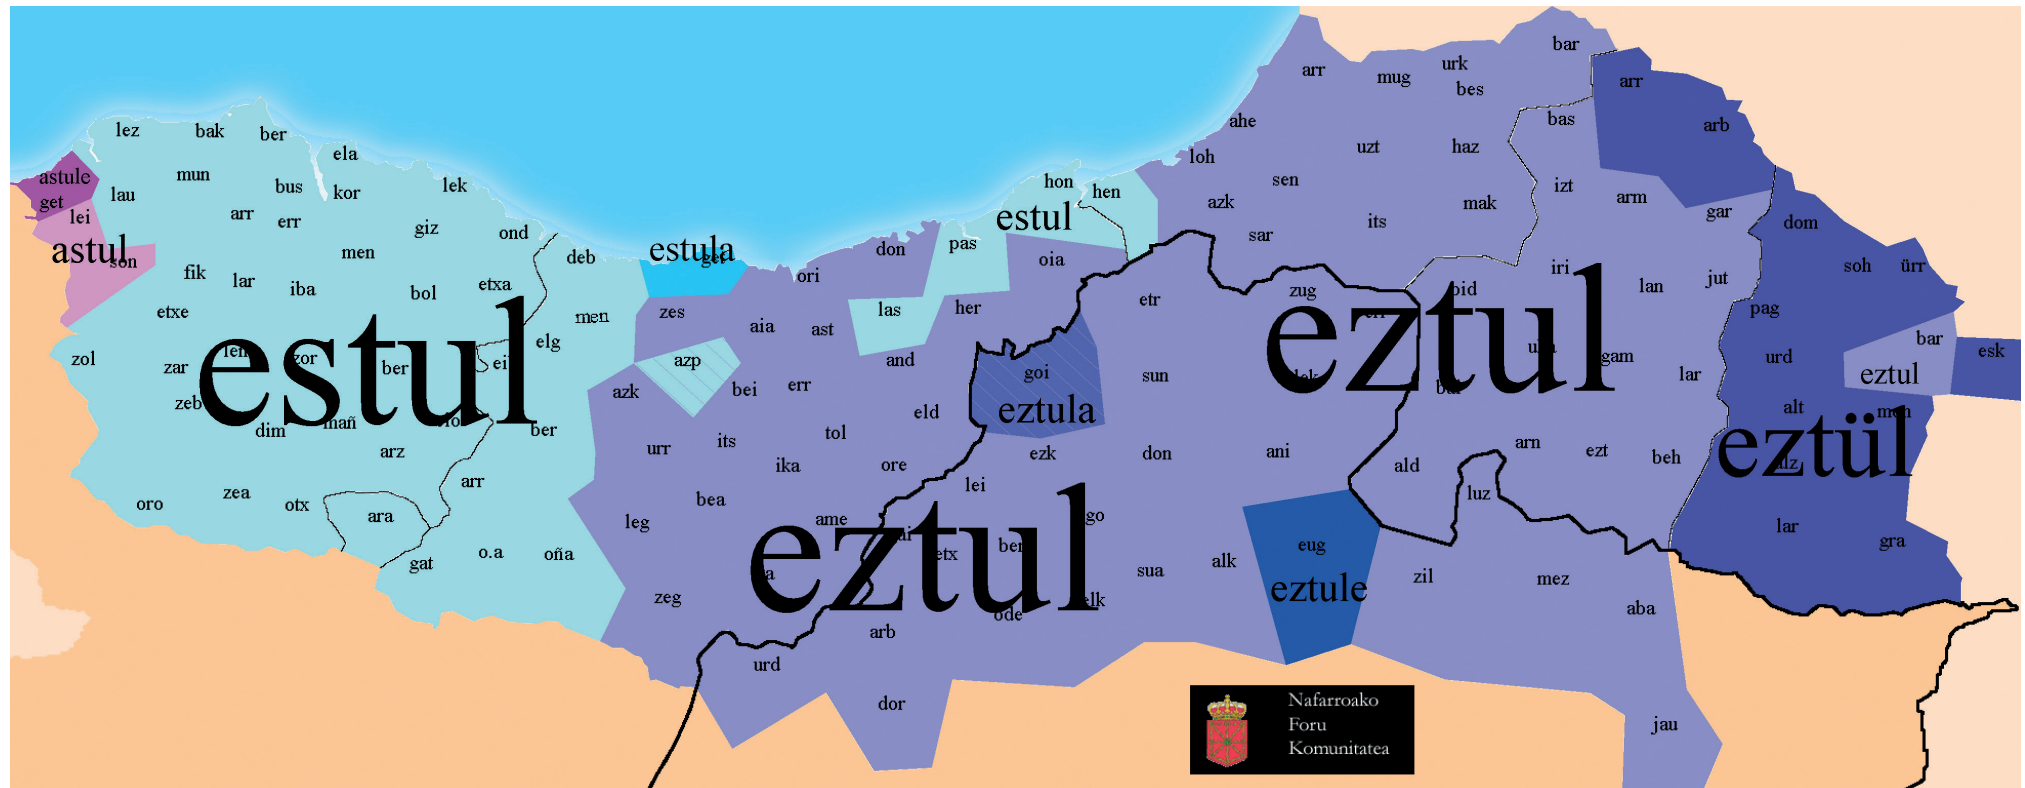 bar
urk
arr
mug
bes
arr
lez
bak
ber
ahe
bas
arb
ela
loh
uzt
haz
astule
mun
lau
bus
kor
lek
hon
hen
sen
izt
get
lei
arr
err
giz
estul
azk
its
mak
arm
gar
ond
sar
dom
astul
son
men
deb
estula
get
don
pas
oia
fik
lar
iba
bol
etxa
ori
iri
lan
jut
soh
ürr
etxe
men
zes
aia
ast
las
her
etr
zug
bid
pag
zol
zar
zor
ber
elg
azp
and
goi
sun
eztul
gam
urd
bar
esk
estul
lar
eztul
zeb
dim
mañ
azk
bei
err
eld
eztula
alt
men
ber
arz
urr
its
tol
ezk
don
ani
arn
ezt
beh
eztül
ika
ore
ald
oro
zea
otx
arr
bea
lei
luz
ara
leg
ame
lar
gra
gat
o.a
oña
eztul
etx
sua
alk
eug
zeg
ode
elk
eztule
zil
mez
arb
aba
urd
dor
jau
Nafarroako
Foru
Komunitatea